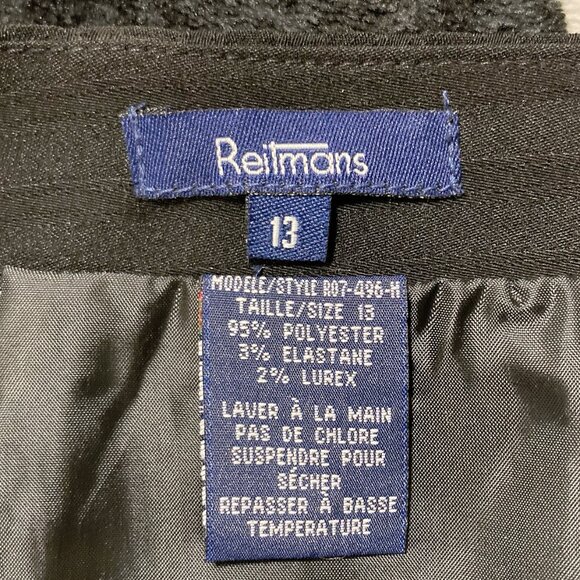 Reitmans
13
MODELE/STYLE R07-496-H
TAILLE/SIZE 13
95% POLYESTER
3% ELASTANE
2% LUREX
LAVER À LA MAIN
PAS DE CHLORE
SUSPENDRE POUR
SÉCHER
REPASSER À BASSE
TEMPERATURE